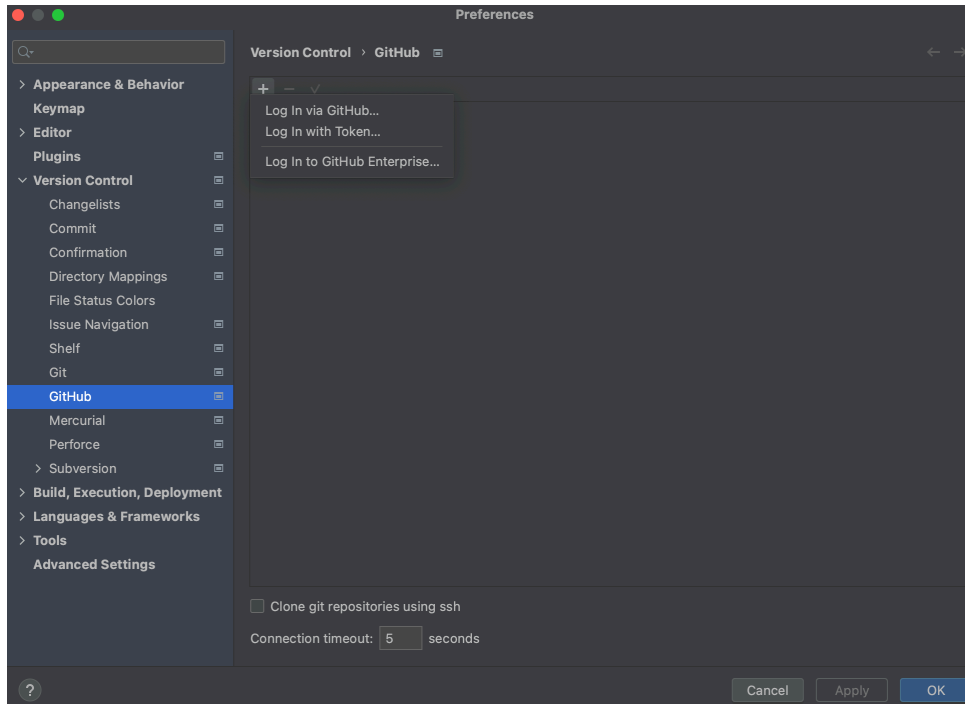 Preferences
Version Control › GitHub
Appearance & Behavior
Keymap
Editor
Plugins
Version Control
Changelists
Commit
Confirmation
Directory Mappings
File Status Colors
Issue Navigation
Shelf
Git
GitHub
Mercurial
Perforce
Subversion
Build, Execution, Deployment
Languages & Frameworks
Tools
Advanced Settings
Log In via GitHub...
Log In with Token...
Log In to GitHub Enterprise...
Clone git repositories using ssh
Connection timeout: 5 seconds
?
Cancel
Apply
OK